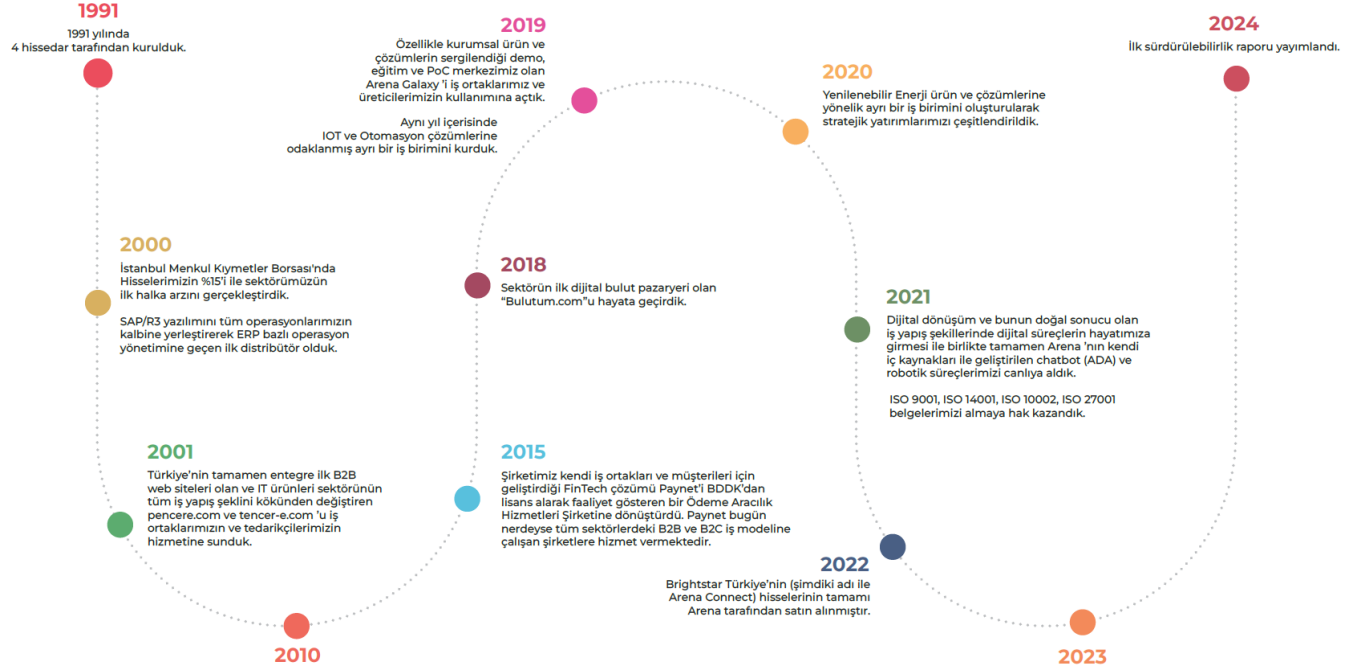 1991
1991 yılında
4 hissedar tarafından kurulduk.
2000
İstanbul Menkul Kıymetler Borsası'nda
Hisselerimizin %15'i ile sektörümüzün
ilk halka arzını gerçekleştirdik.
SAP/R3 yazılımını tüm operasyonlarımızın
kalbine yerleştirerek ERP bazlı operasyon
yönetimine geçen ilk distribütör olduk.
2001
Türkiye'nin tamamen entegre ilk B2B
web siteleri olan ve IT ürünleri sektörünün
tüm iş yapış şeklini kökünden değiştiren
pencere.com ve tencer-e.com 'u iş
ortaklarımızın ve tedarikçilerimizin
hizmetine sunduk.
2010
2015
Şirketimiz kendi iş ortakları ve müşterileri için
geliştirdiği FinTech çözümü Paynet'i BDDK'dan
lisans alarak faaliyet gösteren bir Ödeme Aracılık
Hizmetleri Şirketine dönüştürdü. Paynet bugün
nerdeyse tüm sektörlerdeki B2B ve B2C iş modeline
çalışan şirketlere hizmet vermektedir.
2018
Sektörün ilk dijital bulut pazaryeri olan
“Bulutum.com”u hayata geçirdik.
2019
Özellikle kurumsal ürün ve
çözümlerin sergilendiği demo,
eğitim ve PoC merkezimiz olan
Arena Galaxy 'i iş ortaklarımız ve
üreticilerimizin kullanımına açtık.
Aynı yıl içerisinde
IOT ve Otomasyon çözümlerine
odaklanmış ayrı bir iş birimini kurduk.
2020
Yenilenebilir Enerji ürün ve çözümlerine
yönelik ayrı bir iş birimini oluşturularak
stratejik yatırımlarımızı çeşitlendirildik.
2021
Dijital dönüşüm ve bunun doğal sonucu olan
iş yapış şekillerinde dijital süreçlerin hayatımıza
girmesi ile birlikte tamamen Arena 'nın kendi
iç kaynakları ile geliştirilen chatbot (ADA) ve
robotik süreçlerimizi canlıya aldık.
ISO 9001, ISO 14001, ISO 10002, ISO 27001
belgelerimizi almaya hak kazandık.
2022
Brightstar Türkiye'nin (şimdiki adı ile
Arena Connect) hisselerinin tamamı
Arena tarafından satın alınmıştır.
2023
2024
İlk sürdürülebilirlik raporu yayımlandı.